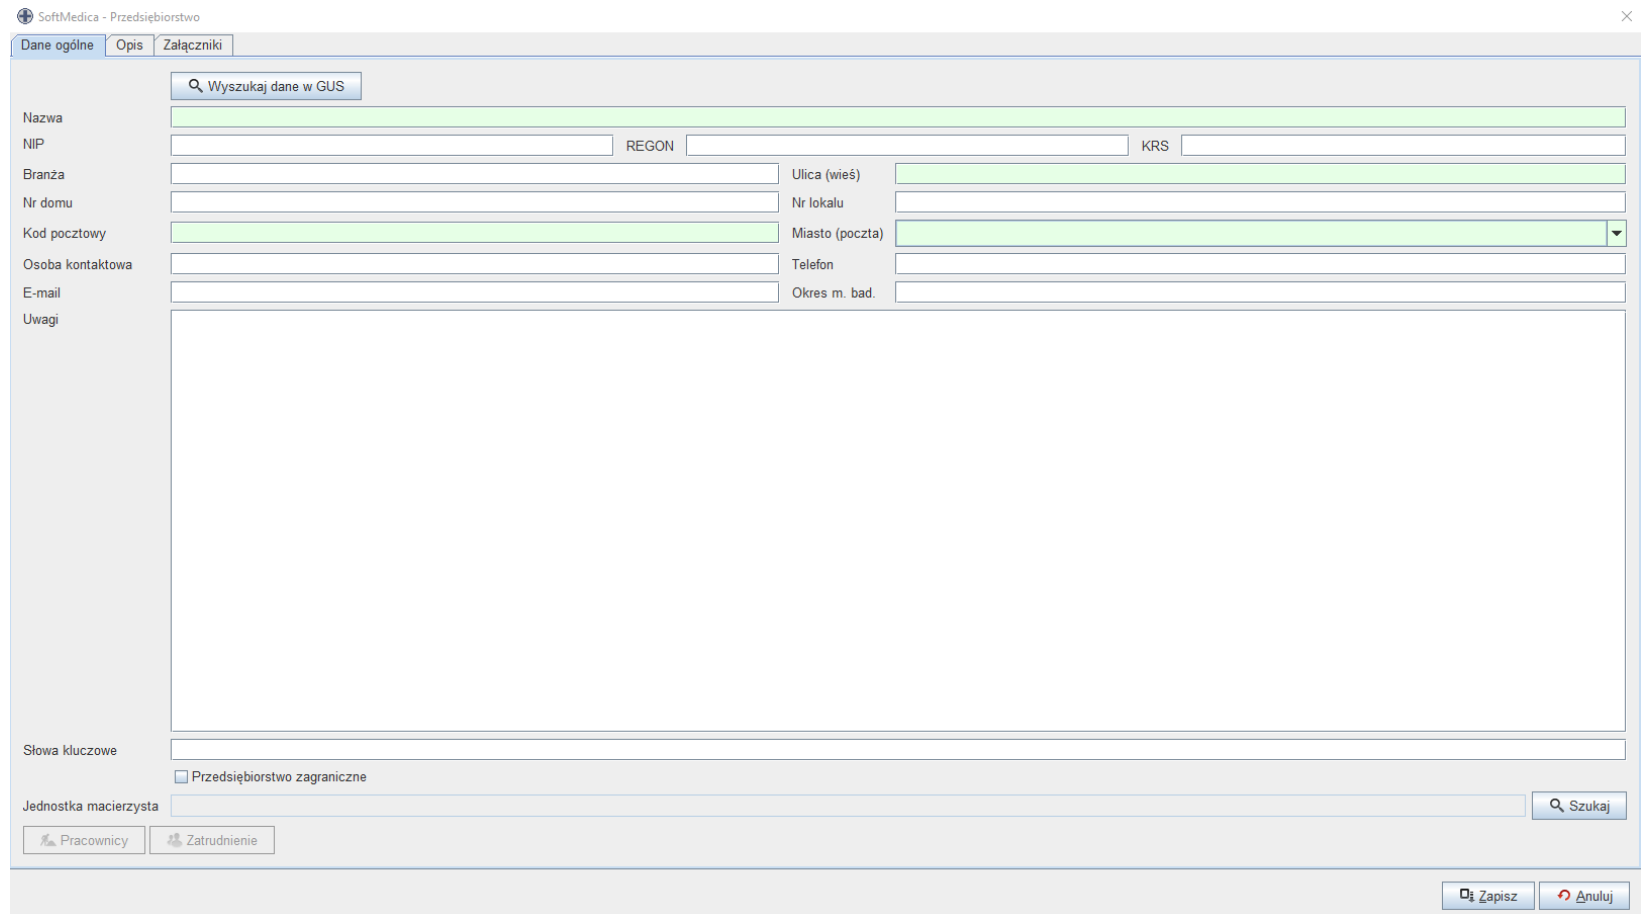 SoftMedica - Przedsiębiorstwo
Dane ogólne Opis Załączniki
Wyszukaj dane w GUS
Nazwa
NIP REGON KRS
Branża Ulica (wieś)
Nr domu Nr lokalu
Kod pocztowy Miasto (poczta)
Osoba kontaktowa Telefon
E-mail Okres m. bad.
Uwagi
Słowa kluczowe
Przedsiębiorstwo zagraniczne
Jednostka macierzysta Szukaj
Pracownicy Zatrudnienie
Zapisz Anuluj